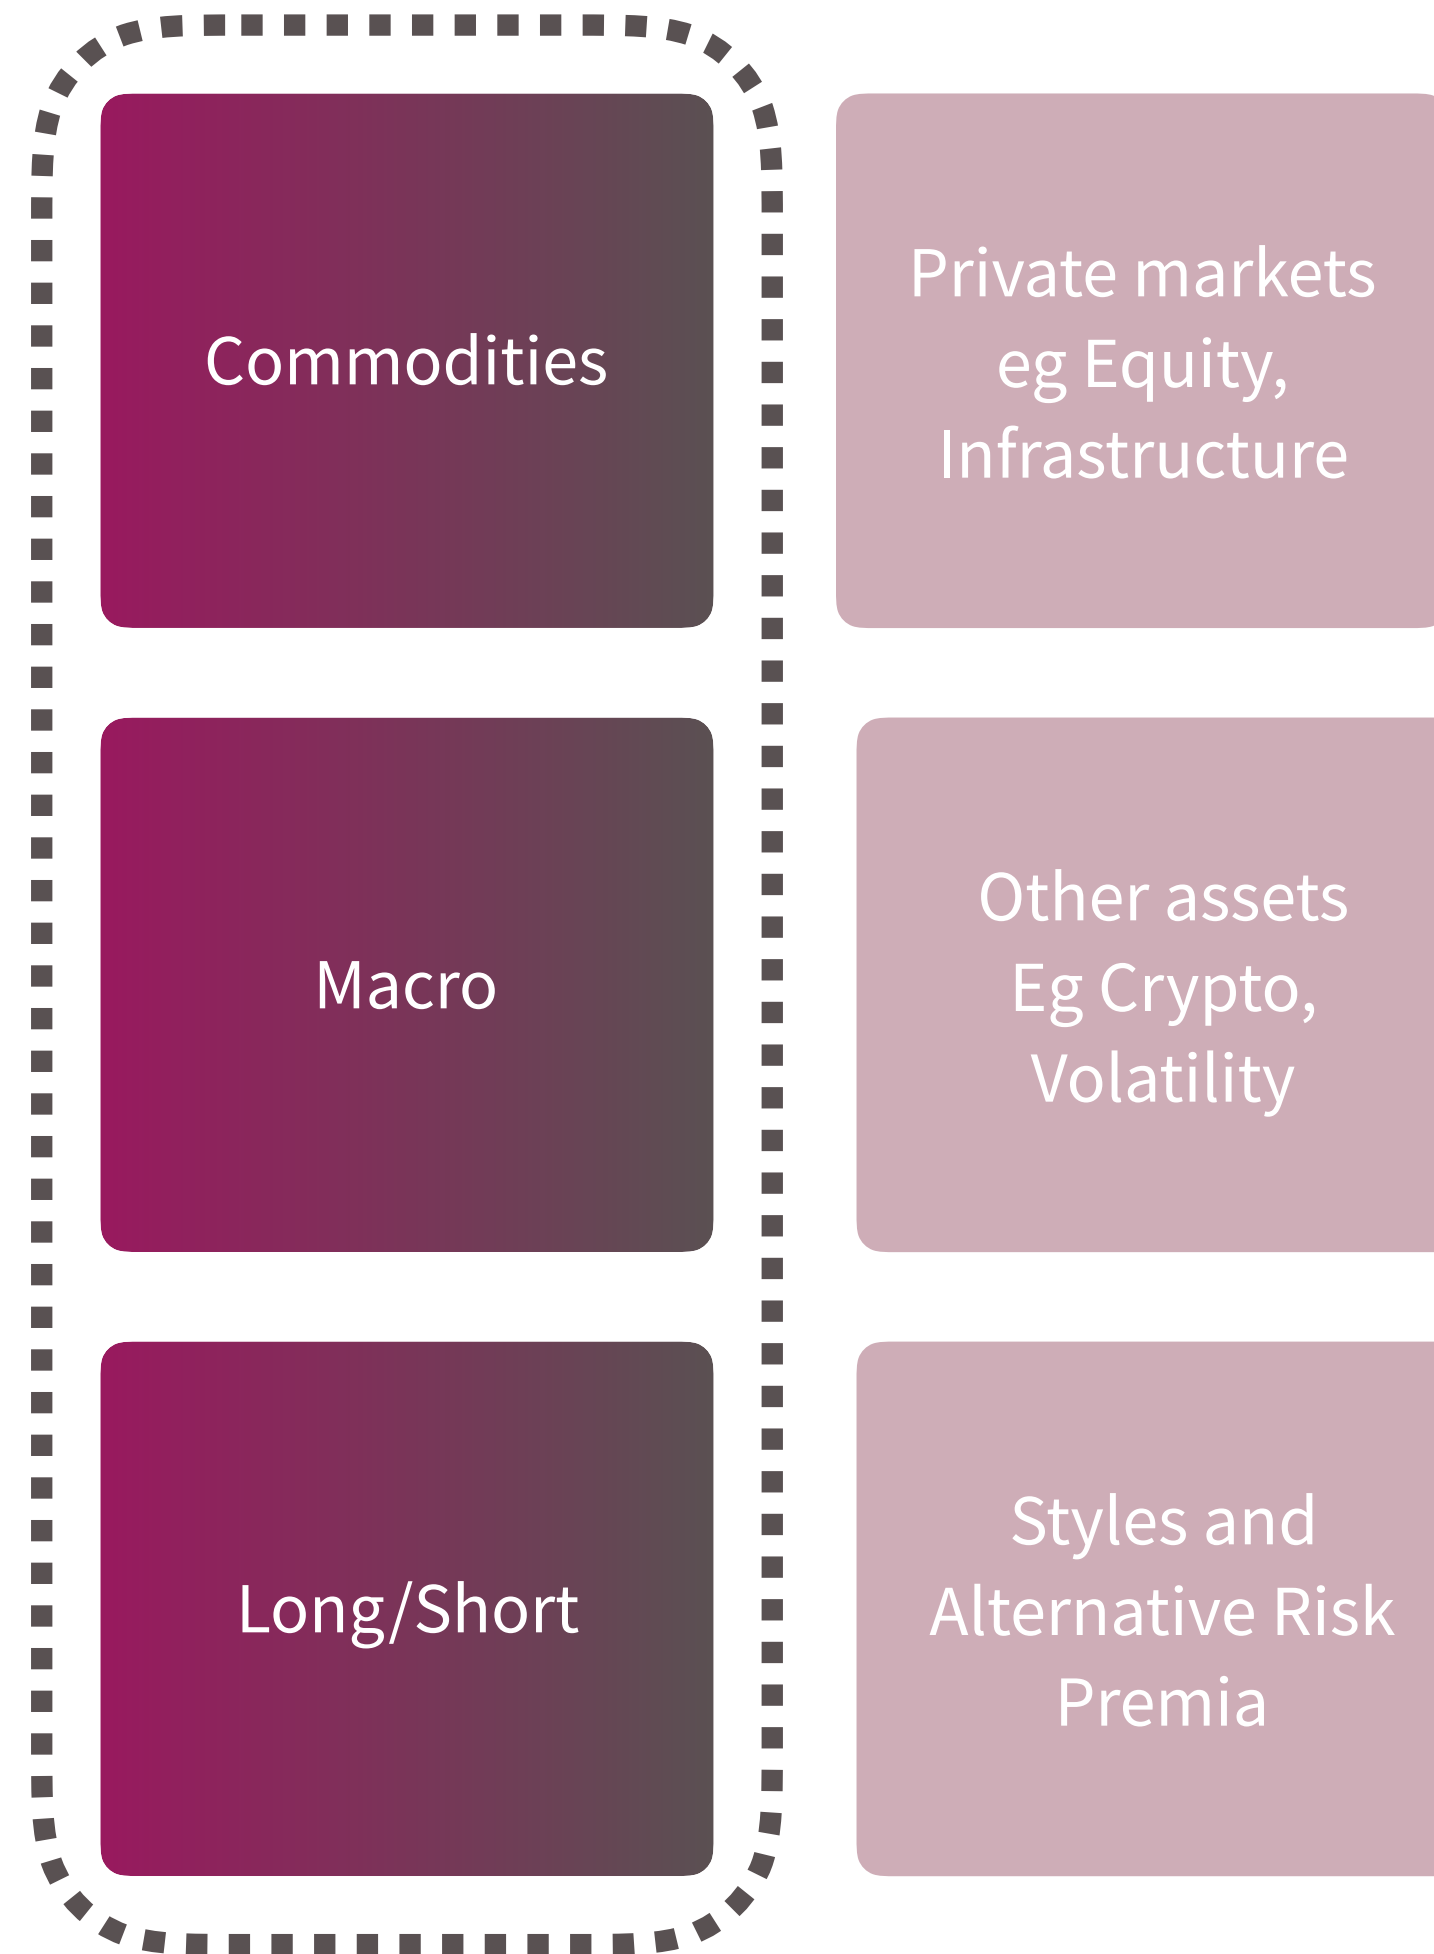 Commodities
Private markets
eg Equity,
Infrastructure
Macro
Other assets
Eg Crypto,
Volatility
Long/Short
Styles and
Alternative Risk
Premia